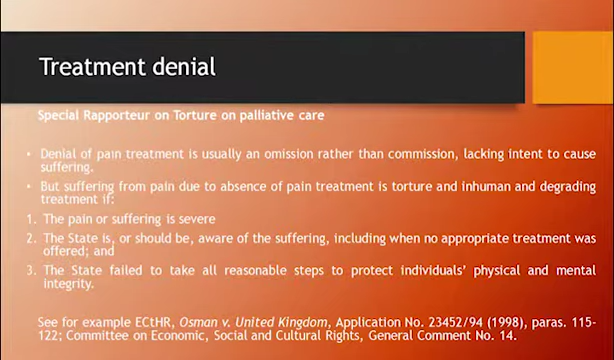 Treatment denial
Special Rapporteur on Torture on palliative care
• Denial of pain treatment is usually an omission rather than commission, lacking intent to cause
suffering.
• But suffering from pain due to absence of pain treatment is torture and inhuman and degrading
treatment if:
1. The pain or suffering is severe
2. The State is, or should be, aware of the suffering, including when no appropriate treatment was
offered; and
3. The State failed to take all reasonable steps to protect individuals' physical and mental
integrity.
See for example ECtHR, Osman v. United Kingdom, Application No. 23452/94 (1998), paras. 115-
122; Committee on Economic, Social and Cultural Rights, General Comment No. 14.